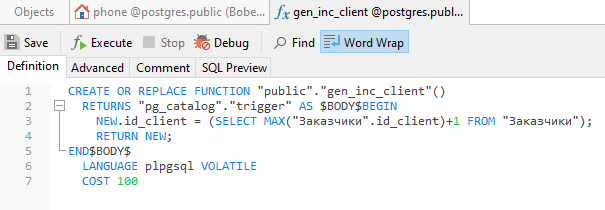 Objects phone @postgres.public (Bobe... gen_inc_client @postgres.publ...
Save Execute Stop Debug Find Word Wrap
Definition Advanced Comment SQL Preview
1 CREATE OR REPLACE FUNCTION "public"."gen_inc_client"()
2 RETURNS "pg_catalog"."trigger" AS $BODY$BEGIN
3 NEW.id_client = (SELECT MAX("Заказчики".id_client)+1 FROM "Заказчики");
4 RETURN NEW;
5 END$BODY$
6 LANGUAGE plpgsql VOLATILE
7 COST 100